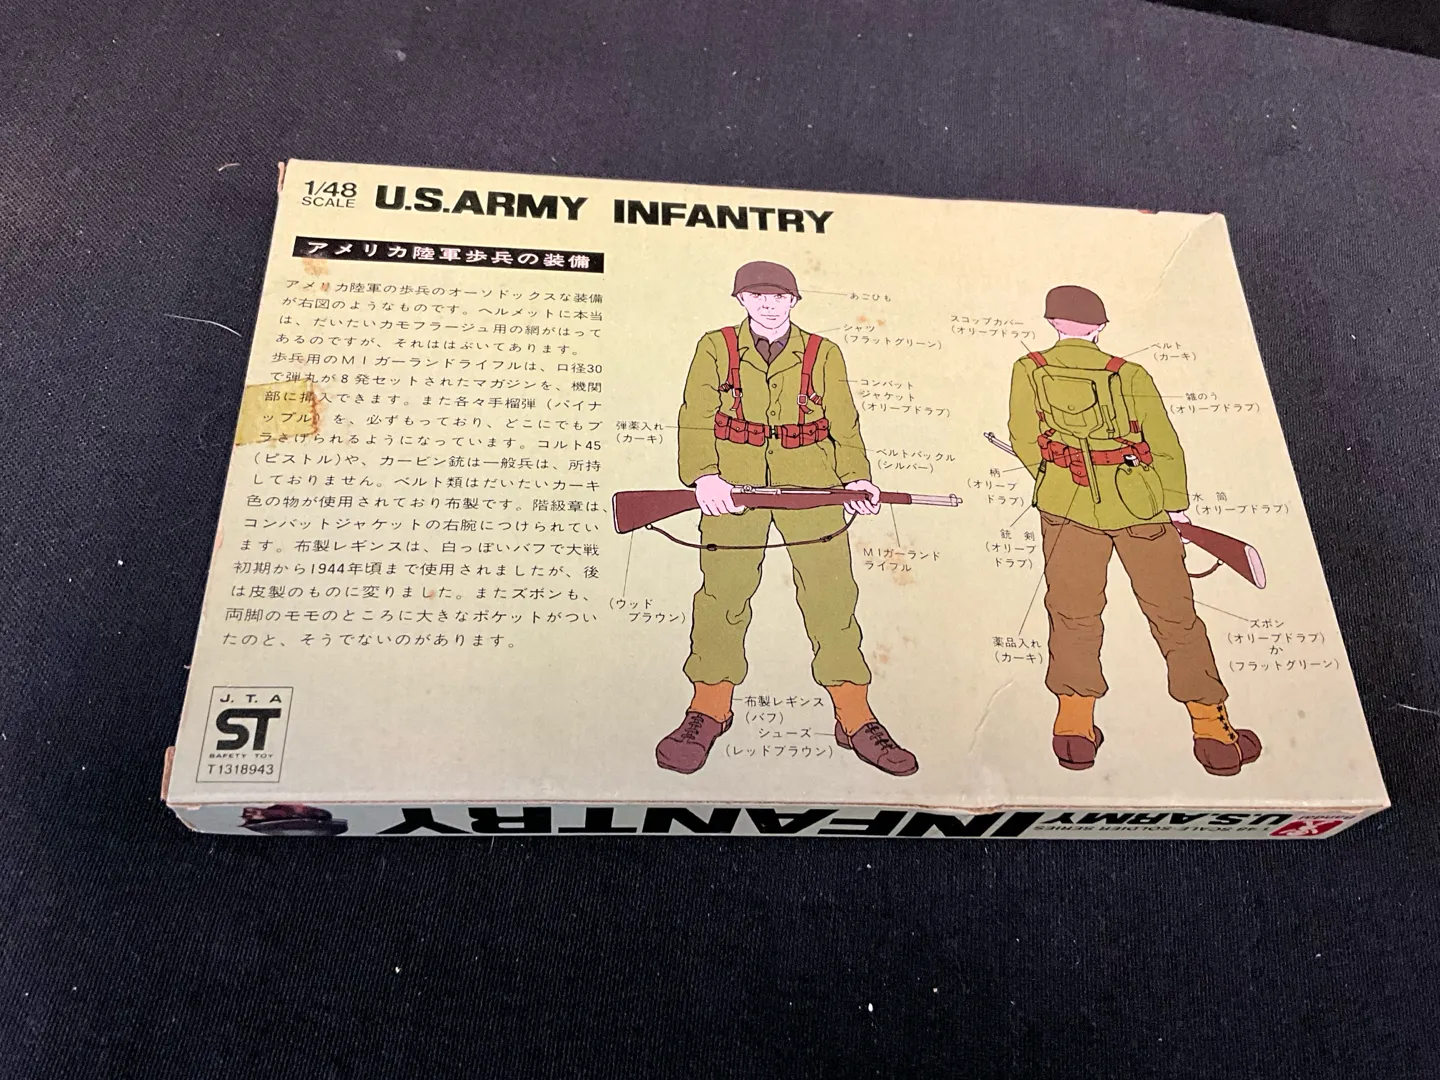 1/48
SCALE
U.S.ARMY INFANTRY
アメリカ陸軍歩兵の装備
アメリカ陸軍の歩兵のオーソドックスな装備
が右図のようなものです。ヘルメットに本当
は、だいたいカモフラージュ用の網がはって
あるのですが、それははぶいてあります。
歩兵用のMIガーランドライフルは、口径30
で弾丸が8発セットされたマガジンを、機関
部に挿入できます。また各々手榴弾（パイナ
ップル）を、必ずもっており、どこにでもブ
ラさげられるようになっています。コルト45
（ピストル）や、カービン銃は一般兵は、所持
しておりません。ベルト類はだいたいカーキ
色の物が使用されており布製です。階級章は、
コンバットジャケットの右腕につけられてい
ます。布製レギンスは、白っぽいバフで大戦
初期から1944年頃まで使用されましたが、後
は皮製のものに変りました。またズボンも、
両脚のモモのところに大きなポケットがつい
たのと、そうでないのがあります。
あごひも
シャツ
（フラットグリーン）
コンバット
ジャケット
（オリーブドラブ）
弾薬入れ
（カーキ）
ベルトバックル
（シルバー）
MIガーランド
ライフル
（ウッド
ブラウン）
布製レギンス
（バフ）
シューズ
（レッドブラウン）
スコップカバー
（オリーブドラブ）
ベルト
（カーキ）
雑のう
（オリーブドラブ）
柄
（オリーブ
ドラブ）
水筒
（オリーブドラブ）
銃剣
（オリーブ
ドラブ）
薬品入れ
（カーキ）
ズボン
（オリーブドラブ）
か
（フラットグリーン）
J.T.A
ST
SAFETY TOY
T1318943
1/48 SCALE SOLDIER SERIES
U.S.ARMY INFANTRY